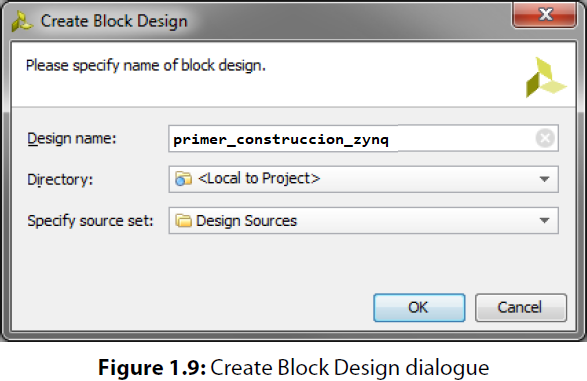 Create Block Design
Please specify name of block design.
Design name: primer_construccion_zynq
Directory: <Local to Project>
Specify source set: Design Sources
OK Cancel
Figure 1.9: Create Block Design dialogue